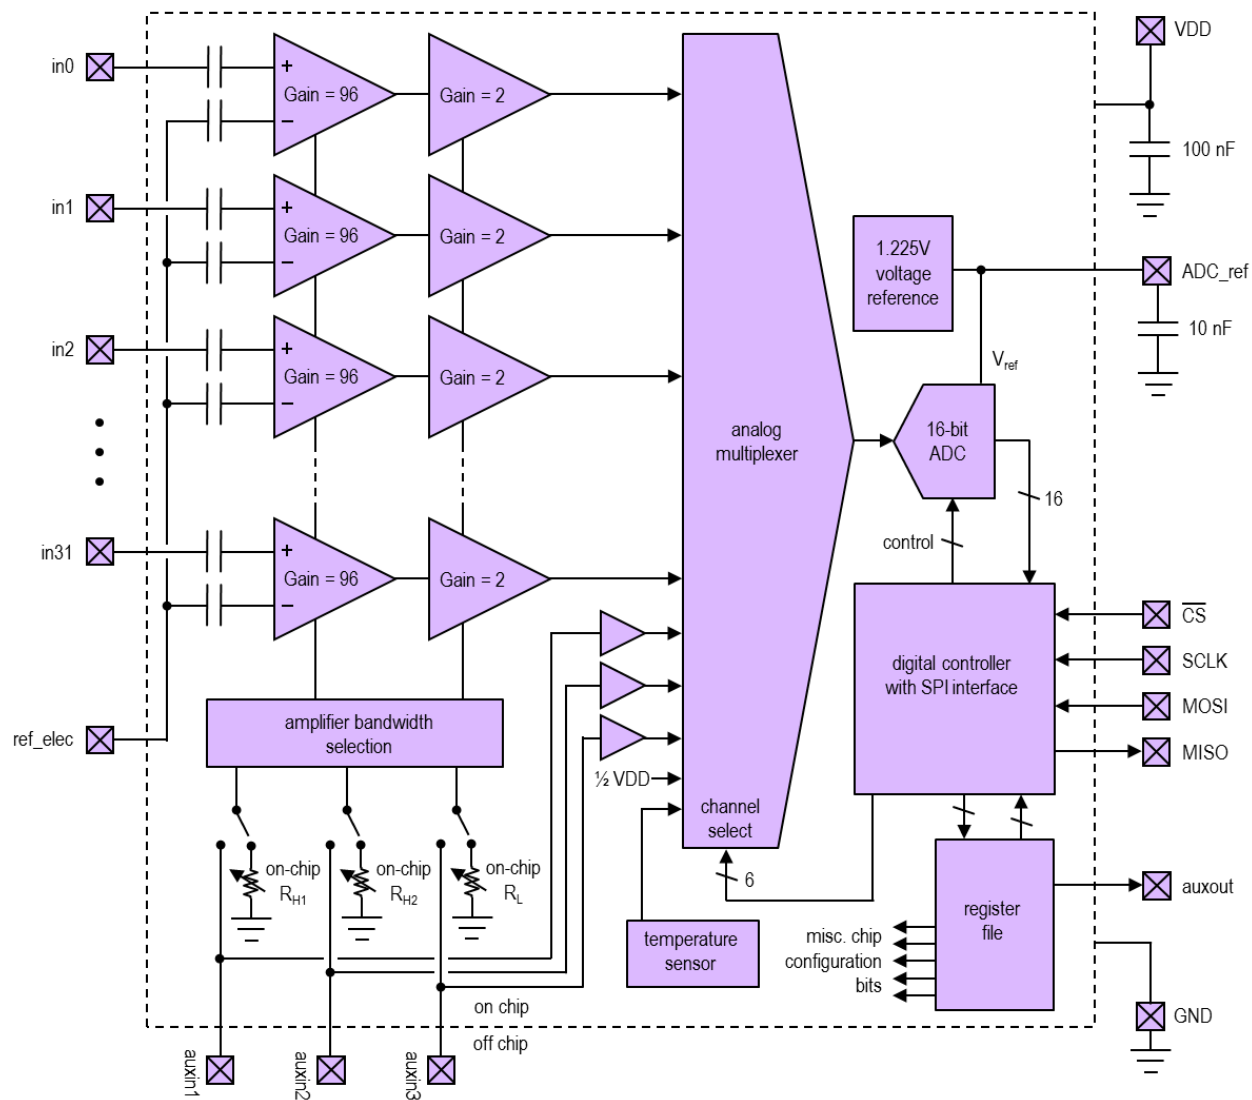 in0
+
Gain = 96
−
Gain = 2
VDD
100 nF
in1
+
Gain = 96
−
Gain = 2
1.225V
voltage
reference
ADC_ref
10 nF
in2
+
Gain = 96
−
Gain = 2
Vref
analog
multiplexer
16-bit
ADC
16
control
in31
+
Gain = 96
−
Gain = 2
digital controller
with SPI interface
CS
SCLK
MOSI
MISO
ref_elec
amplifier bandwidth
selection
½ VDD
channel
select
6
on-chip
RH1
on-chip
RH2
on-chip
RL
temperature
sensor
register
file
auxout
misc. chip
configuration
bits
on chip
off chip
GND
auxin1
auxin2
auxin3